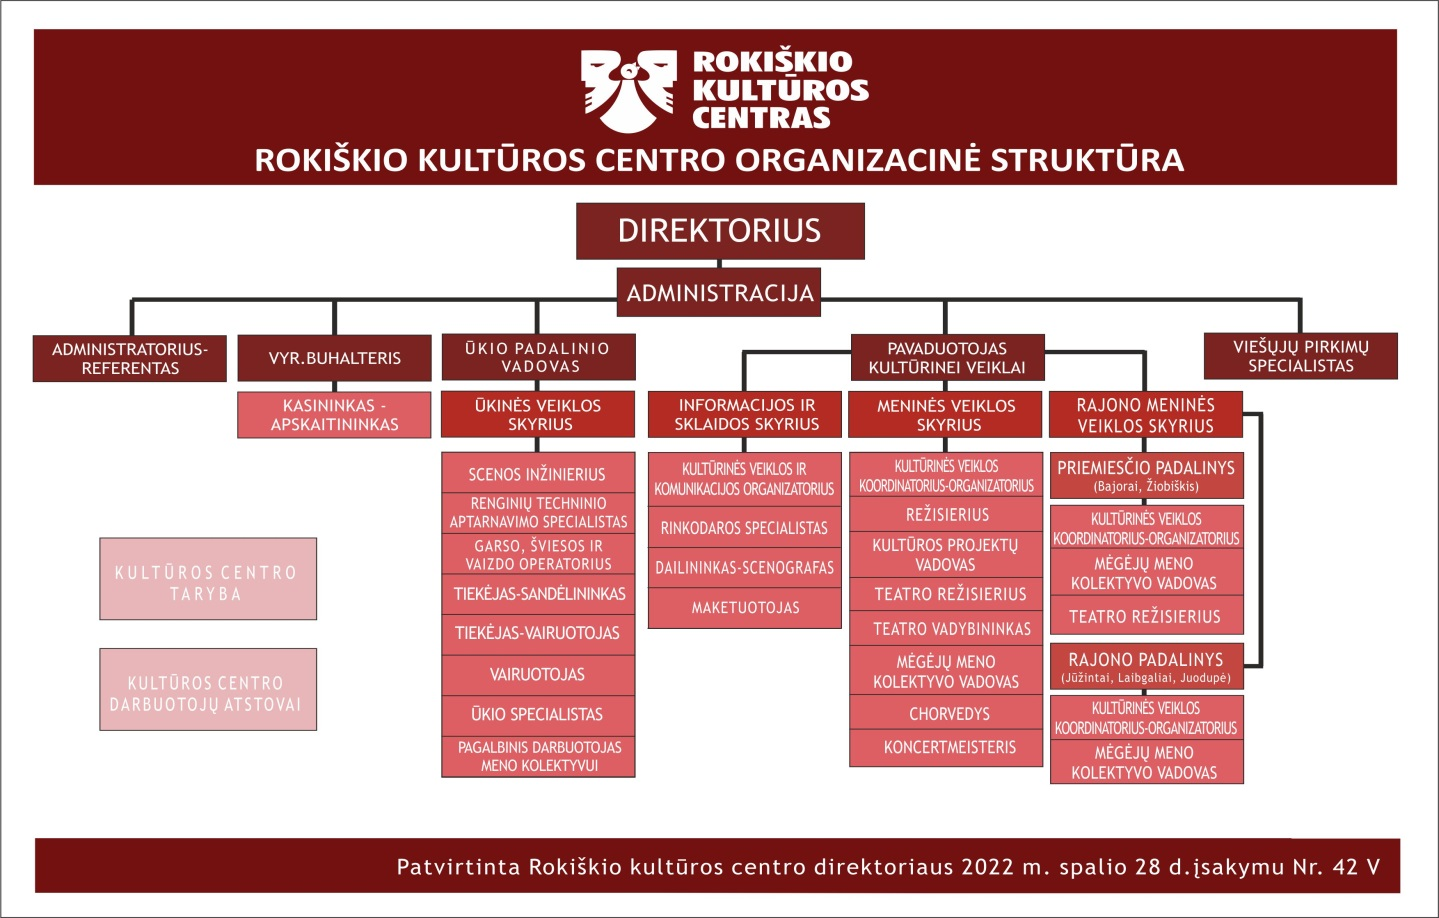 ROKIŠKIO
KULTŪROS
CENTRAS
ROKIŠKIO KULTŪROS CENTRO ORGANIZACINĖ STRUKTŪRA
DIREKTORIUS
ADMINISTRACIJA
ADMINISTRATORIUS-
REFERENTAS
VYR.BUHALTERIS
KASININKAS -
APSKAITININKAS
ŪKIO PADALINIO
VADOVAS
ŪKINĖS VEIKLOS
SKYRIUS
SCENOS INŽINIERIUS
RENGINIŲ TECHNINIO
APTARNAVIMO SPECIALISTAS
GARSO, ŠVIESOS IR
VAIZDO OPERATORIUS
TIEKĖJAS-SANDĖLININKAS
TIEKĖJAS-VAIRUOTOJAS
VAIRUOTOJAS
ŪKIO SPECIALISTAS
PAGALBINIS DARBUOTOJAS
MENO KOLEKTYVUI
PAVADUOTOJAS
KULTŪRINEI VEIKLAI
INFORMACIJOS IR
SKLAIDOS SKYRIUS
KULTŪRINĖS VEIKLOS IR
KOMUNIKACIJOS ORGANIZATORIUS
RINKODAROS SPECIALISTAS
DAILININKAS-SCENOGRAFAS
MAKETUOTOJAS
MENINĖS VEIKLOS
SKYRIUS
KULTŪRINĖS VEIKLOS
KOORDINATORIUS-ORGANIZATORIUS
REŽISIERIUS
KULTŪROS PROJEKTŲ
VADOVAS
TEATRO REŽISIERIUS
TEATRO VADYBININKAS
MĖGĖJŲ MENO
KOLEKTYVO VADOVAS
CHORVEDYS
KONCERTMEISTERIS
RAJONO MENINĖS
VEIKLOS SKYRIUS
PRIEMIESČIO PADALINYS
(Bajorai, Žiobiškis)
KULTŪRINĖS VEIKLOS
KOORDINATORIUS-ORGANIZATORIUS
MĖGĖJŲ MENO
KOLEKTYVO VADOVAS
TEATRO REŽISIERIUS
RAJONO PADALINYS
(Jūžintai, Laibgaliai, Juodupė)
KULTŪRINĖS VEIKLOS
KOORDINATORIUS-ORGANIZATORIUS
MĖGĖJŲ MENO
KOLEKTYVO VADOVAS
VIEŠŲJŲ PIRKIMŲ
SPECIALISTAS
KULTŪROS CENTRO
TARYBA
KULTŪROS CENTRO
DARBUOTOJŲ ATSTOVAI
Patvirtinta Rokiškio kultūros centro direktoriaus 2022 m. spalio 28 d.įsakymu Nr. 42 V